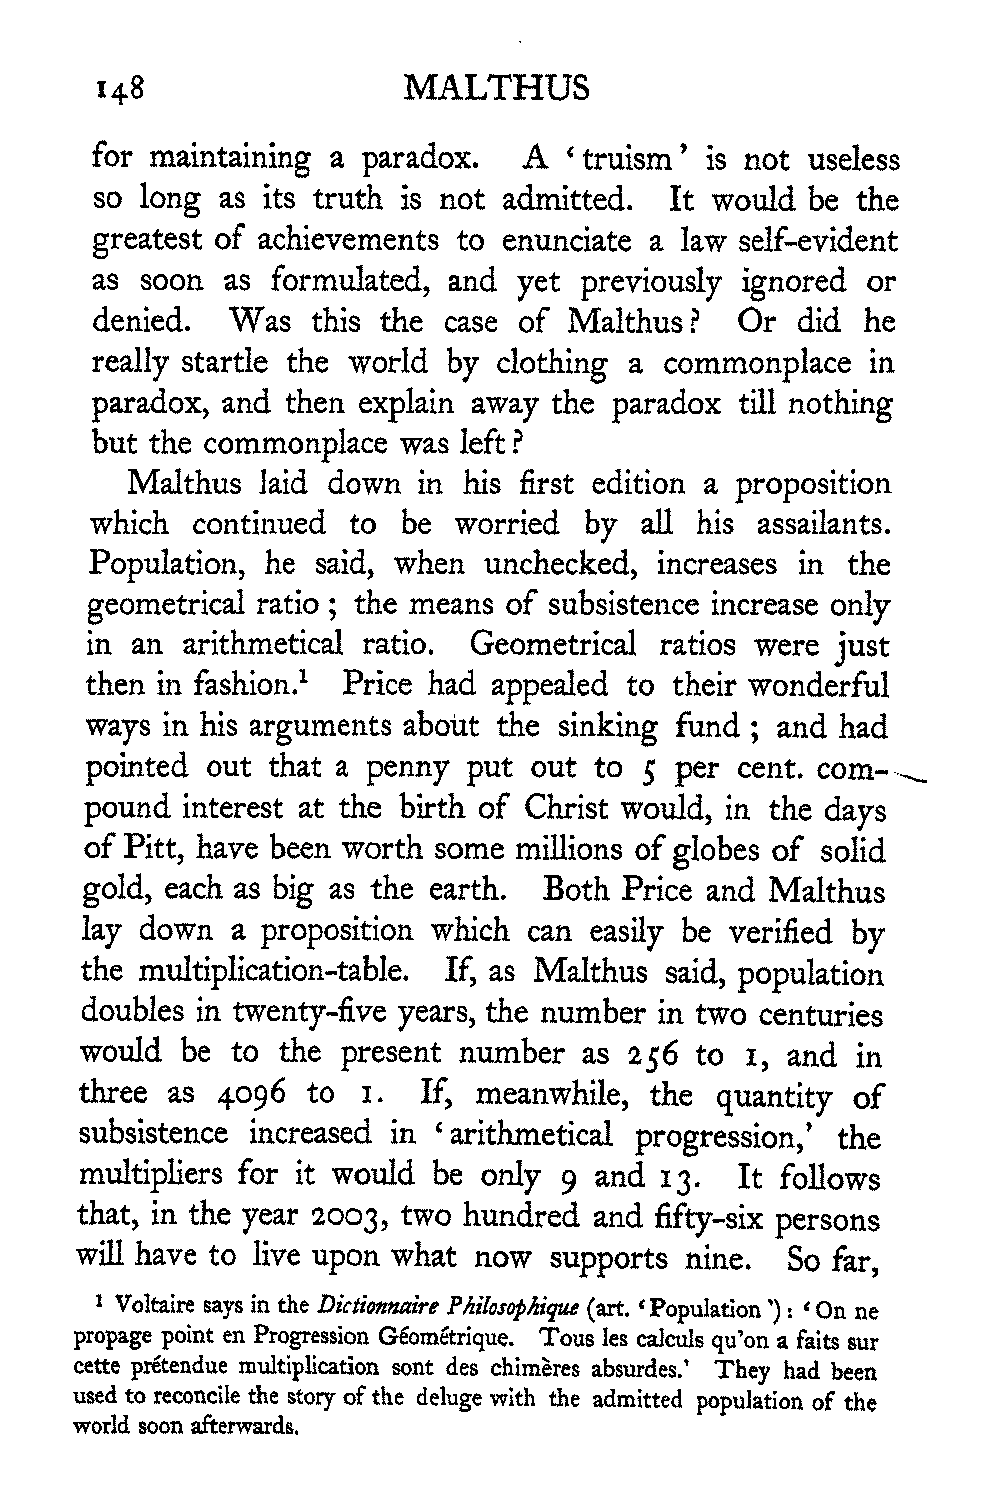 148 MALTHUS
for maintaining a paradox. A ‘truism’ is not useless
so long as its truth is not admitted. It would be the
greatest of achievements to enunciate a law self-evident
as soon as formulated, and yet previously ignored or
denied. Was this the case of Malthus? Or did he
really startle the world by clothing a commonplace in
paradox, and then explain away the paradox till nothing
but the commonplace was left?
Malthus laid down in his first edition a proposition
which continued to be worried by all his assailants.
Population, he said, when unchecked, increases in the
geometrical ratio; the means of subsistence increase only
in an arithmetical ratio. Geometrical ratios were just
then in fashion.¹ Price had appealed to their wonderful
ways in his arguments about the sinking fund; and had
pointed out that a penny put out to 5 per cent. com-
pound interest at the birth of Christ would, in the days
of Pitt, have been worth some millions of globes of solid
gold, each as big as the earth. Both Price and Malthus
lay down a proposition which can easily be verified by
the multiplication-table. If, as Malthus said, population
doubles in twenty-five years, the number in two centuries
would be to the present number as 256 to 1, and in
three as 4096 to 1. If, meanwhile, the quantity of
subsistence increased in ‘arithmetical progression,’ the
multipliers for it would be only 9 and 13. It follows
that, in the year 2003, two hundred and fifty-six persons
will have to live upon what now supports nine. So far,
¹ Voltaire says in the Dictionnaire Philosophique (art. ‘Population’): ‘On ne
propage point en Progression Géométrique. Tous les calculs qu’on a faits sur
cette prétendue multiplication sont des chimères absurdes.’ They had been
used to reconcile the story of the deluge with the admitted population of the
world soon afterwards.